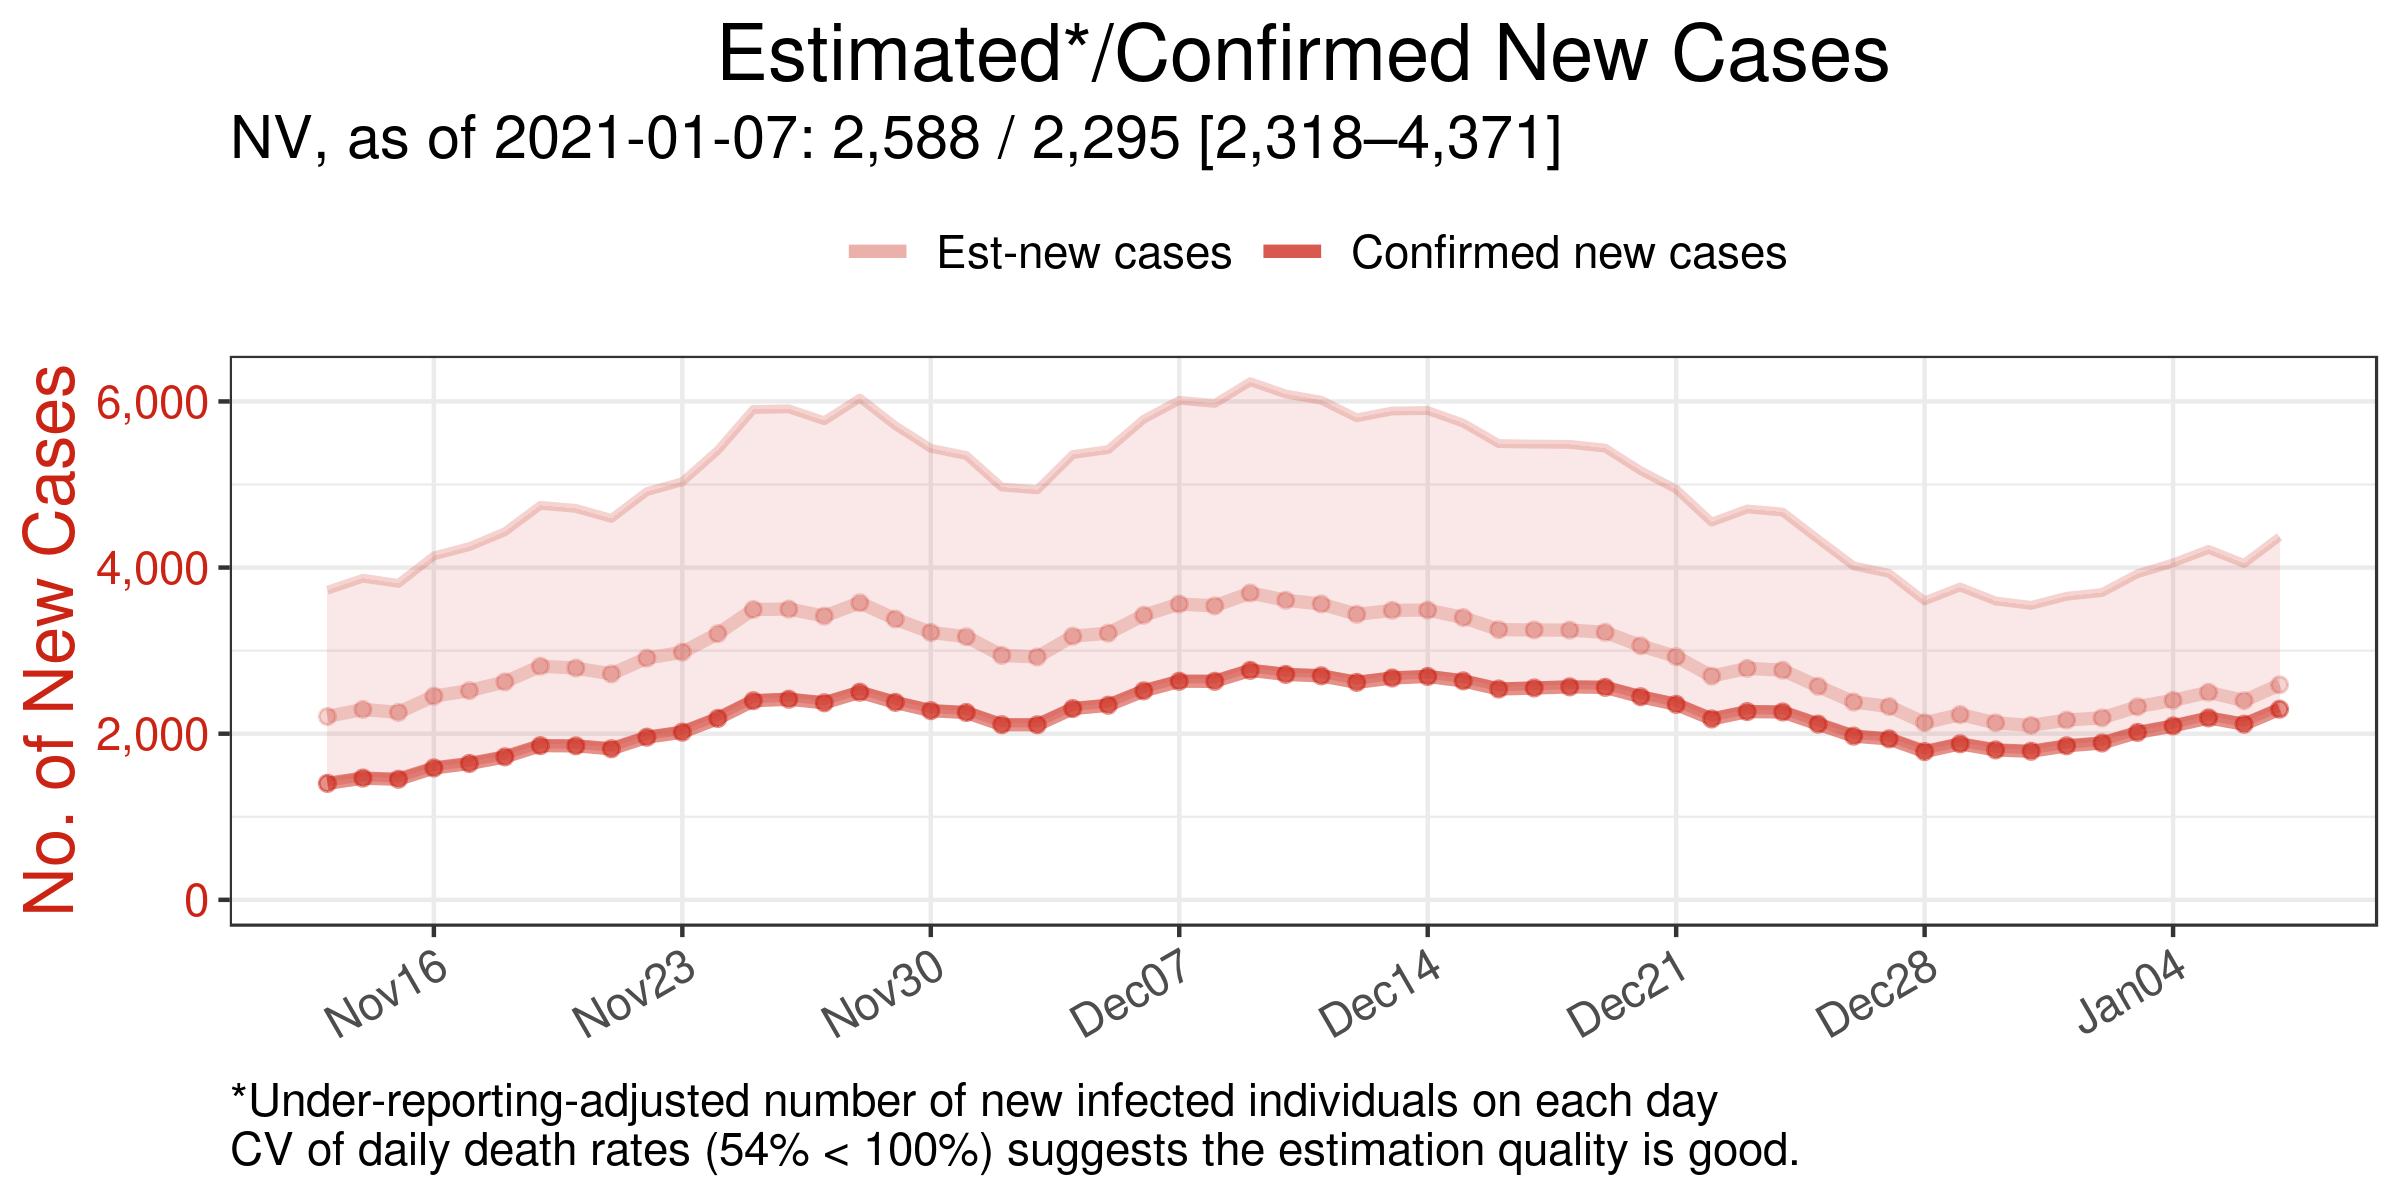 Estimated*/Confirmed New Cases
NV, as of 2021-01-07: 2,588 / 2,295 [2,318–4,371]
Est-new cases
Confirmed new cases
No. of New Cases
6,000
4,000
2,000
0
Nov16
Nov23
Nov30
Dec07
Dec14
Dec21
Dec28
Jan04
*Under-reporting-adjusted number of new infected individuals on each day
CV of daily death rates (54% < 100%) suggests the estimation quality is good.